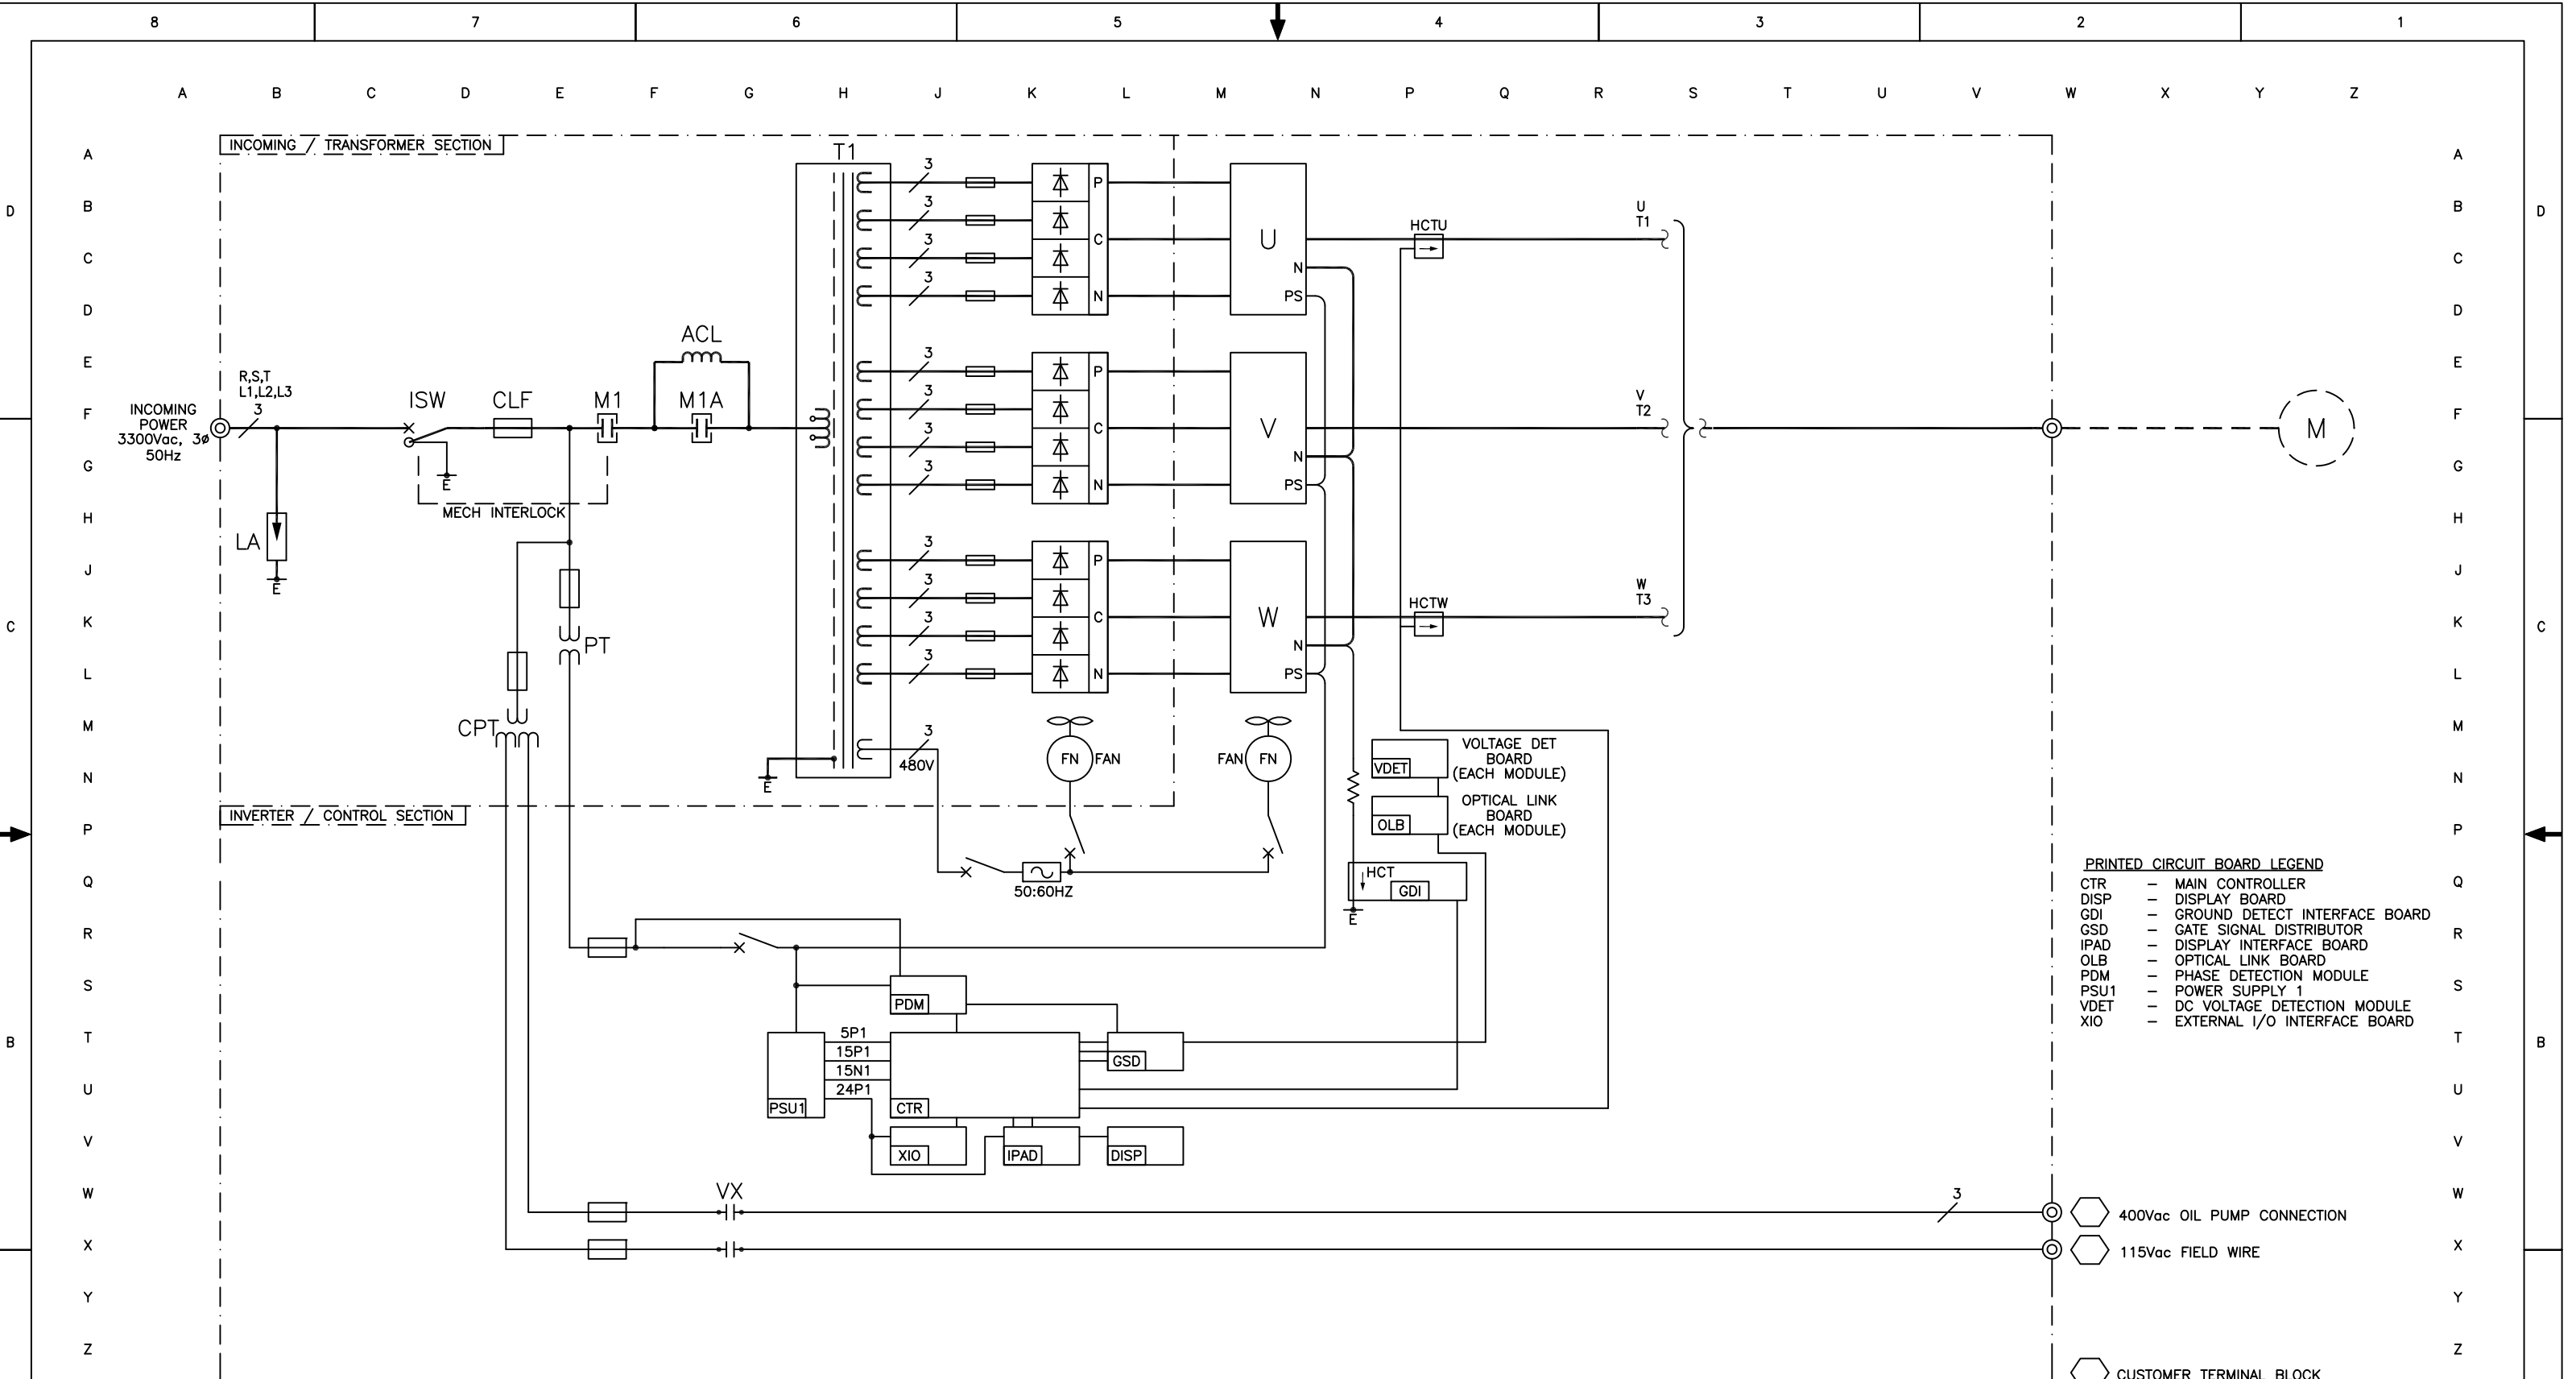 8 7 6 5 4 3 2 1
A B C D E F G H J K L M N P Q R S T U V W X Y Z
INCOMING / TRANSFORMER SECTION
T1
A A
3
P
D B B D
3
U
T1
HCTU
3
C
U
C C
N
3
N
PS
D D
ACL
E E
3
P
R,S,T
L1,L2,L3
3
ISW
CLF
M1
M1A
3
V
T2
INCOMING
POWER
3300Vac, 3ø
50Hz
F F
C
V
M
3
N
G G
E
3
N
PS
MECH INTERLOCK
H H
LA
3
P
J J
E
3
W
T3
HCTW
C K K C
3
C
W
PT
N
3
L L
N
PS
CPT
M M
3
480V
FN FAN
FAN FN
VDET
VOLTAGE DET
BOARD
(EACH MODULE)
N N
E
OLB
OPTICAL LINK
BOARD
(EACH MODULE)
INVERTER / CONTROL SECTION
P P
50:60HZ
HCT
GDI
E
Q Q
PRINTED CIRCUIT BOARD LEGEND
CTR – MAIN CONTROLLER
DISP – DISPLAY BOARD
GDI – GROUND DETECT INTERFACE BOARD
GSD – GATE SIGNAL DISTRIBUTOR
IPAD – DISPLAY INTERFACE BOARD
OLB – OPTICAL LINK BOARD
PDM – PHASE DETECTION MODULE
PSU1 – POWER SUPPLY 1
VDET – DC VOLTAGE DETECTION MODULE
XIO – EXTERNAL I/O INTERFACE BOARD
R R
S S
PDM
B T T B
5P1
15P1
15N1
24P1
GSD
U U
PSU1
CTR
V V
XIO
IPAD
DISP
W W
VX
3
400Vac OIL PUMP CONNECTION
X X
115Vac FIELD WIRE
Y Y
Z Z
CUSTOMER TERMINAL BLOCK